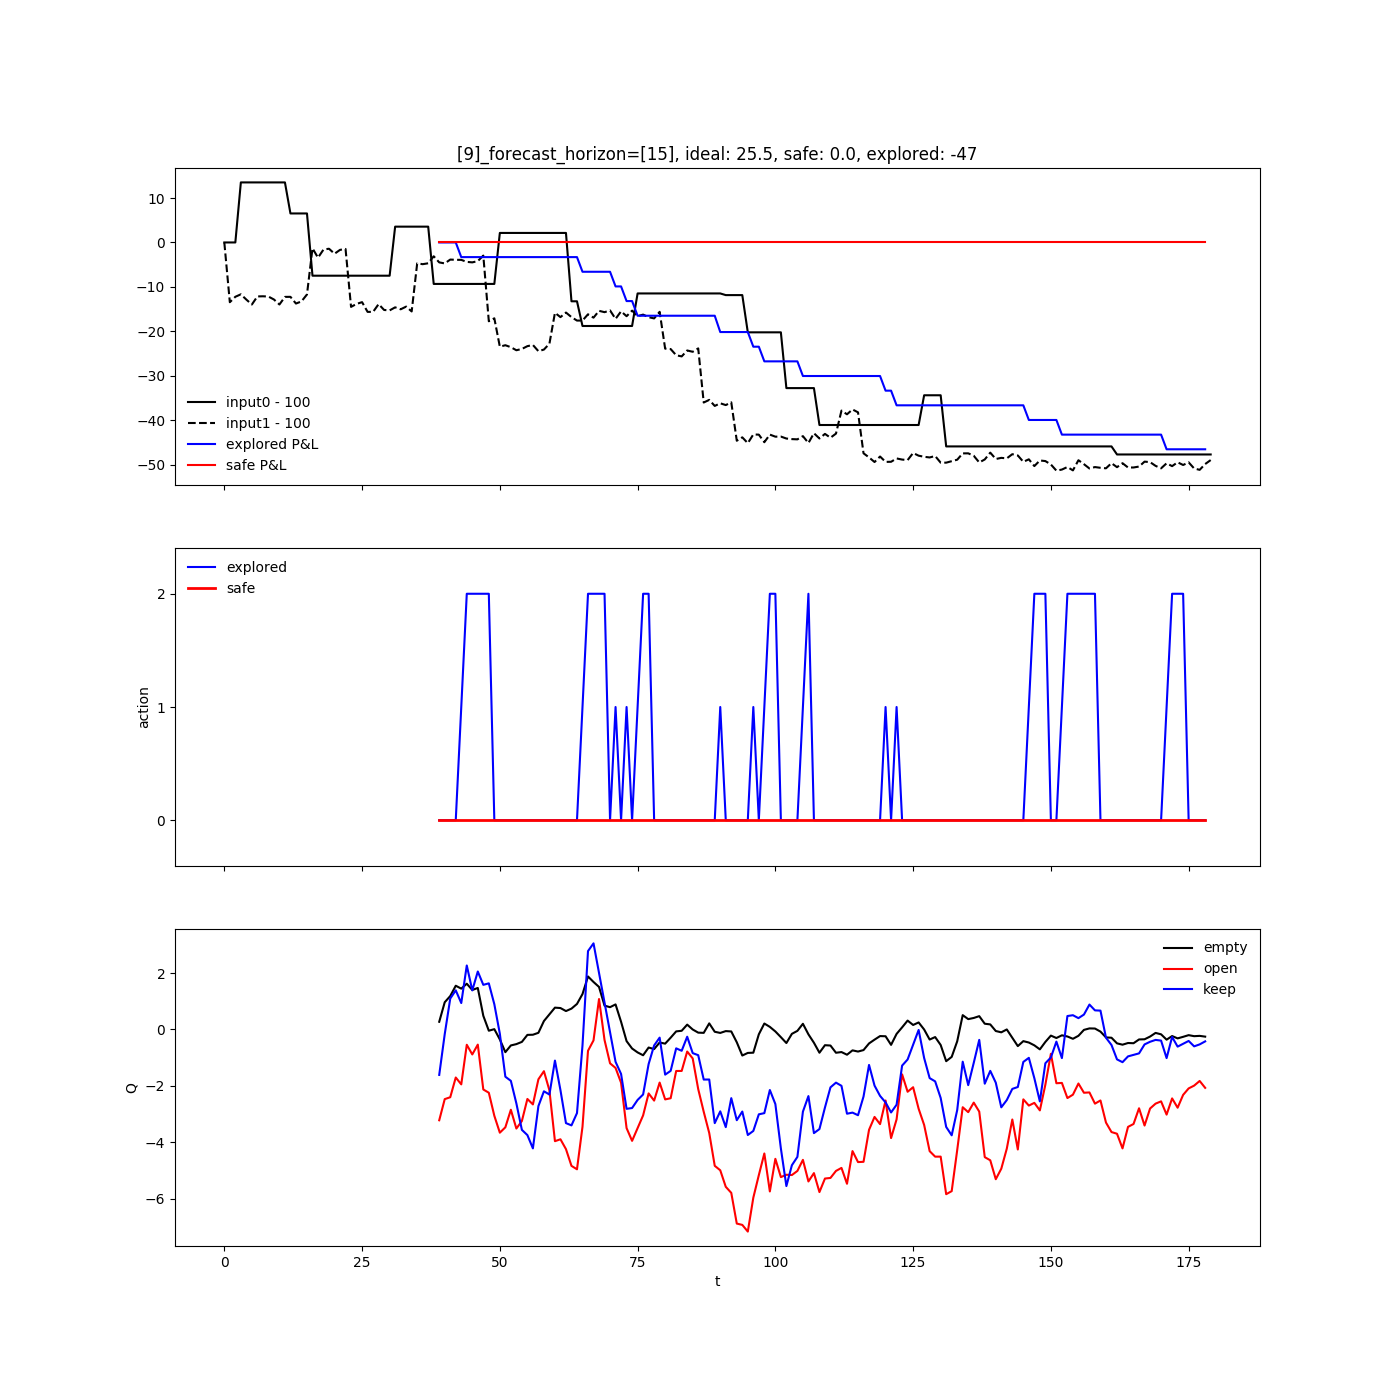 [9]_forecast_horizon=[15], ideal: 25.5, safe: 0.0, explored: -47
10
0
−10
−20
−30
−40
−50
input0 - 100
input1 - 100
explored P&L
safe P&L
2
1
0
action
explored
safe
2
0
−2
−4
−6
Q
empty
open
keep
0 25 50 75 100 125 150 175
t